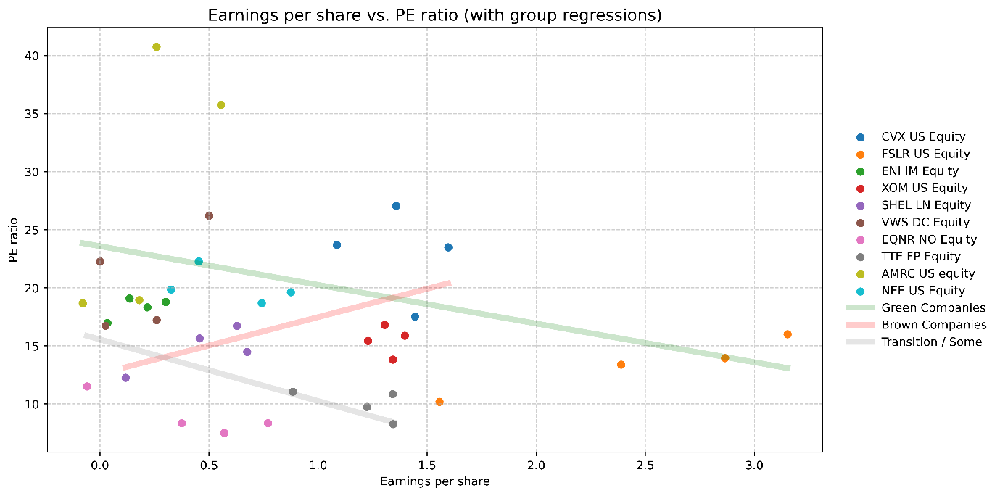 Earnings per share vs. PE ratio (with group regressions)
40
35
30
25
20
15
10
PE ratio
0.0
0.5
1.0
1.5
2.0
2.5
3.0
Earnings per share
CVX US Equity
FSLR US Equity
ENI IM Equity
XOM US Equity
SHEL LN Equity
VWS DC Equity
EQNR NO Equity
TTE FP Equity
AMRC US equity
NEE US Equity
Green Companies
Brown Companies
Transition / Some